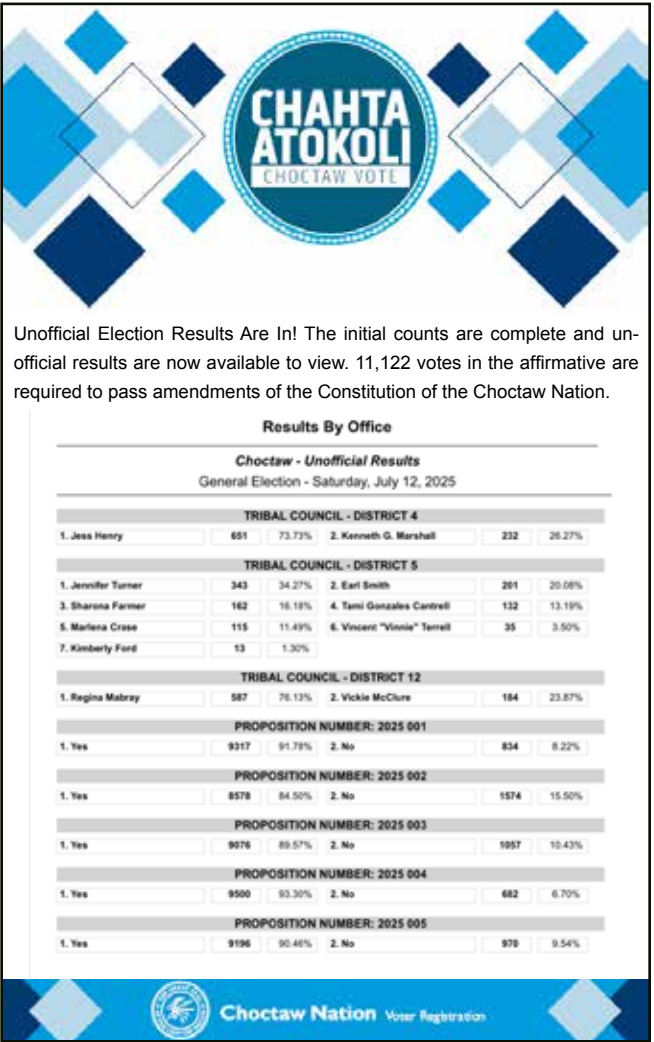 CHAHTA
ATOKOLI
CHOCTAW VOTE
Unofficial Election Results Are In! The initial counts are complete and un-
official results are now available to view. 11,122 votes in the affirmative are
required to pass amendments of the Constitution of the Choctaw Nation.
Results By Office
Choctaw - Unofficial Results
General Election - Saturday, July 12, 2025
TRIBAL COUNCIL - DISTRICT 4
1. Jess Henry 651 73.73% 2. Kenneth G. Marshall 232 26.27%
TRIBAL COUNCIL - DISTRICT 5
1. Jennifer Turner 343 34.27% 2. Earl Smith 201 20.08%
3. Sharona Farmer 162 16.18% 4. Tami Gonzales Cantrell 132 13.19%
5. Marlena Crase 115 11.49% 6. Vincent "Vinnie" Terrell 35 3.50%
7. Kimberly Ford 13 1.30%
TRIBAL COUNCIL - DISTRICT 12
1. Regina Mabray 587 76.13% 2. Vickie McClure 184 23.87%
PROPOSITION NUMBER: 2025 001
1. Yes 9317 91.78% 2. No 834 8.22%
PROPOSITION NUMBER: 2025 002
1. Yes 8578 84.50% 2. No 1574 15.50%
PROPOSITION NUMBER: 2025 003
1. Yes 9076 89.57% 2. No 1057 10.43%
PROPOSITION NUMBER: 2025 004
1. Yes 9500 93.30% 2. No 682 6.70%
PROPOSITION NUMBER: 2025 005
1. Yes 9196 90.46% 2. No 970 9.54%
Choctaw Nation Voter Registration